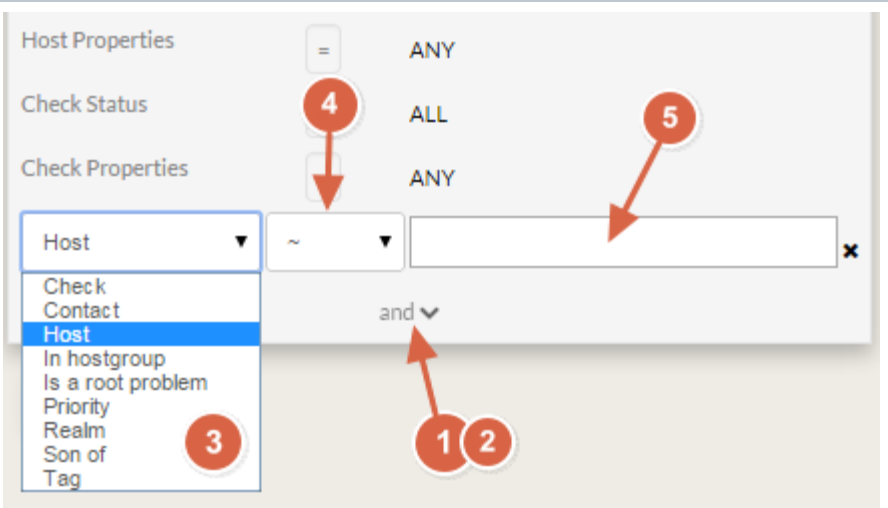 Host Properties = ANY
Check Status 4 ALL 5
Check Properties ANY
Host ~
Check
Contact and
Host
In hostgroup
Is a root problem
Priority
Realm
Son of 3 1 2
Tag